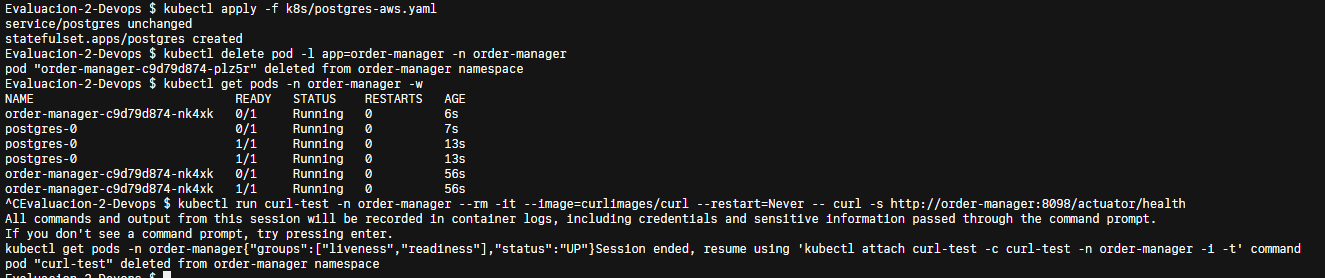 Evaluacion-2-Devops $ kubectl apply -f k8s/postgres-aws.yaml
service/postgres unchanged
statefulset.apps/postgres created
Evaluacion-2-Devops $ kubectl delete pod -l app=order-manager -n order-manager
pod "order-manager-c9d79d874-plz5r" deleted from order-manager namespace
Evaluacion-2-Devops $ kubectl get pods -n order-manager -w
NAME READY STATUS RESTARTS AGE
order-manager-c9d79d874-nk4xk 0/1 Running 0 6s
postgres-0 0/1 Running 0 7s
postgres-0 1/1 Running 0 13s
postgres-0 1/1 Running 0 13s
order-manager-c9d79d874-nk4xk 0/1 Running 0 56s
order-manager-c9d79d874-nk4xk 1/1 Running 0 56s
^CEvaluacion-2-Devops $ kubectl run curl-test -n order-manager --rm -it --image=curlimages/curl --restart=Never -- curl -s http://order-manager:8098/actuator/health
All commands and output from this session will be recorded in container logs, including credentials and sensitive information passed through the command prompt.
If you don't see a command prompt, try pressing enter.
kubectl get pods -n order-manager{"groups":["liveness","readiness"],"status":"UP"}Session ended, resume using 'kubectl attach curl-test -c curl-test -n order-manager -i -t' command
pod "curl-test" deleted from order-manager namespace
Evaluacion-2-Devops $